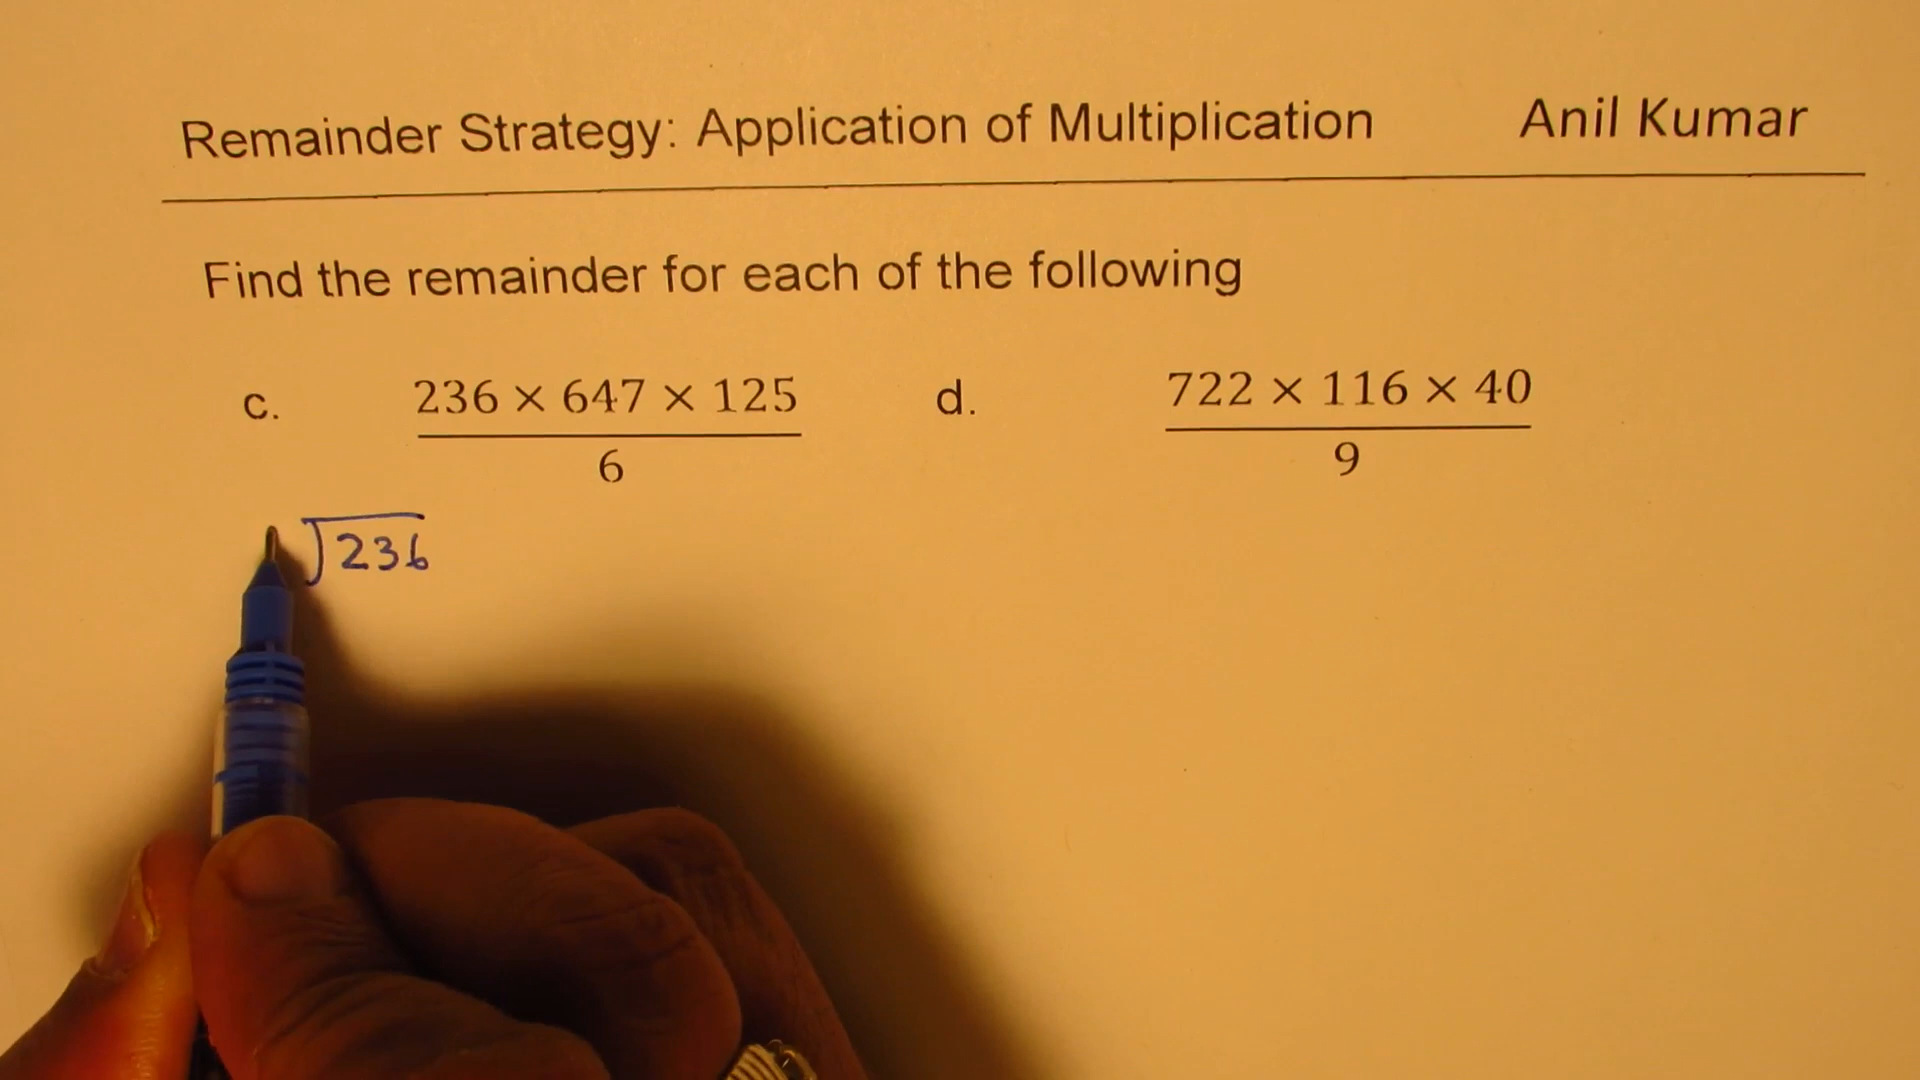 Remainder Strategy: Application of Multiplication Anil Kumar
Find the remainder for each of the following
c. 236 × 647 × 125 d. 722 × 116 × 40
6 9
236